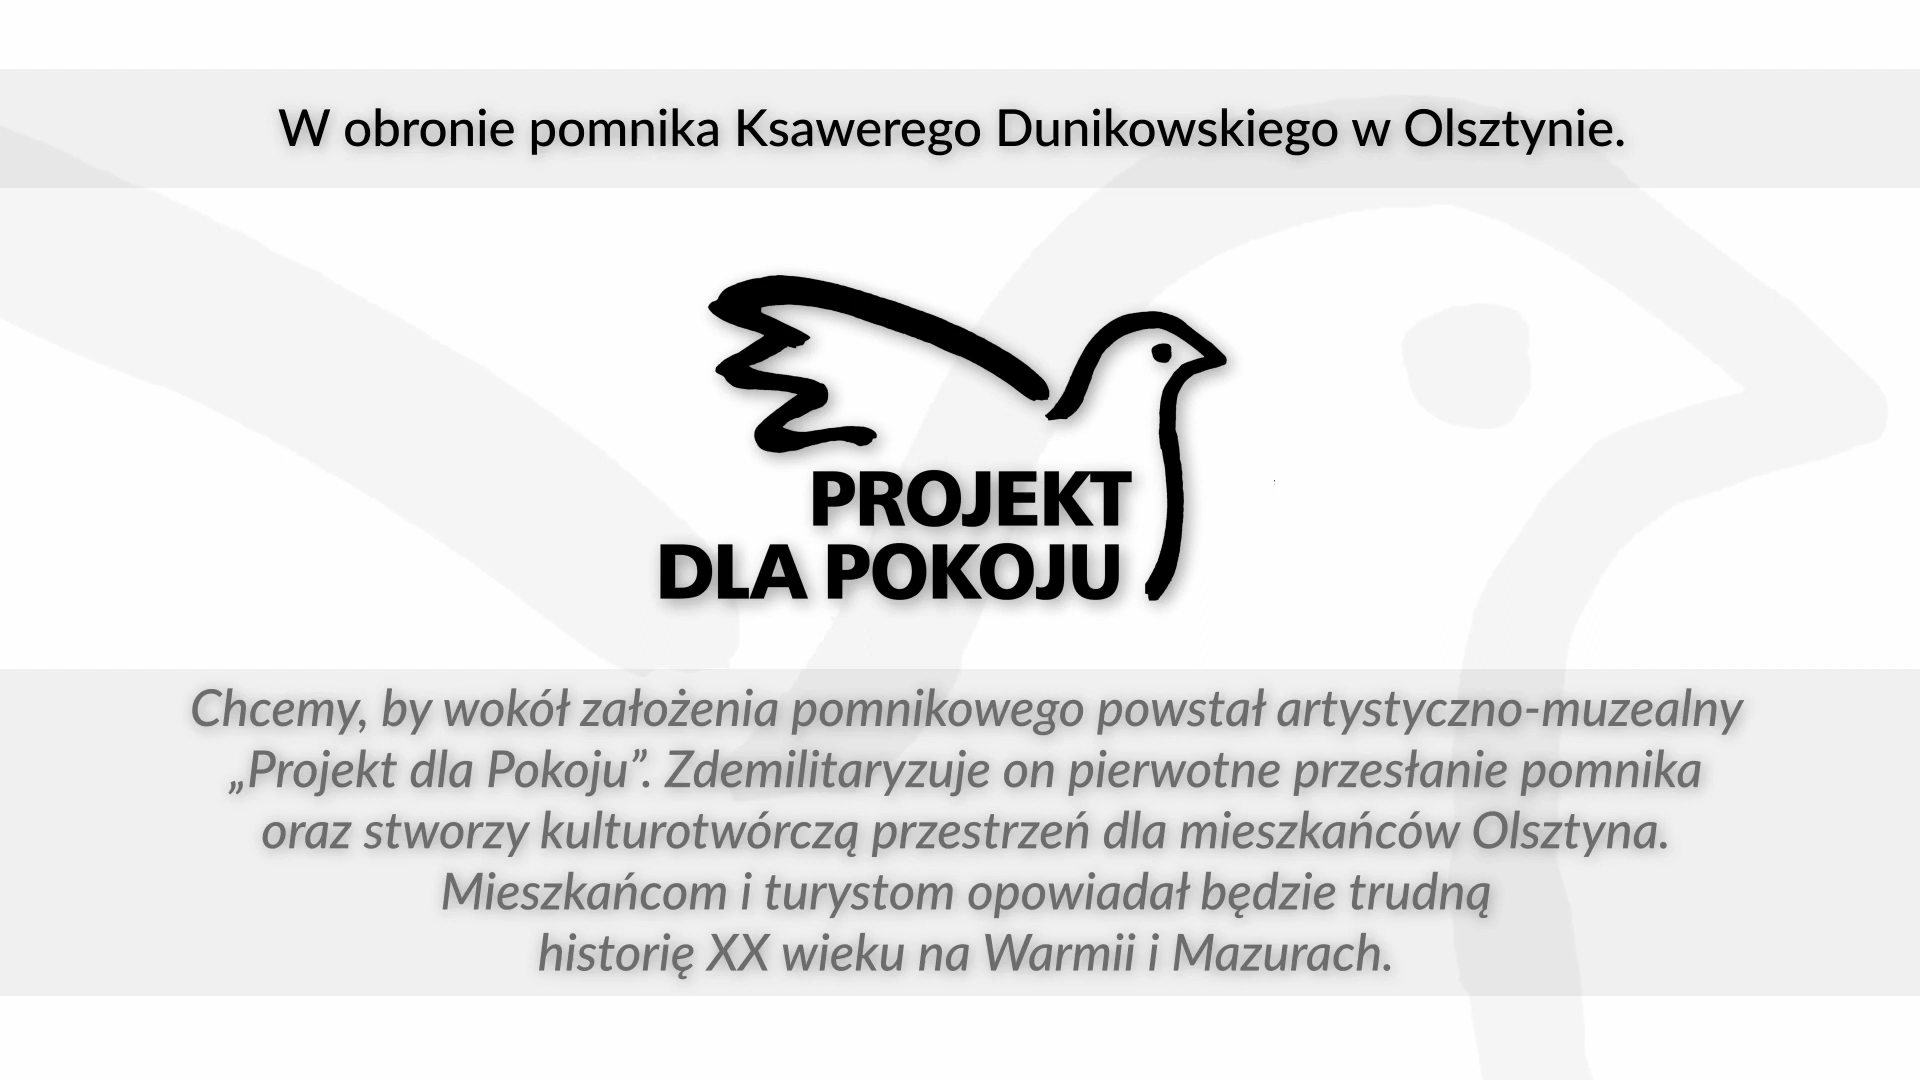 W obronie pomnika Ksawerego Dunikowskiego w Olsztynie.
PROJEKT
DLA POKOJU
Chcemy, by wokół założenia pomnikowego powstał artystyczno-muzealny
„Projekt dla Pokoju”. Zdemilitaryzuje on pierwotne przesłanie pomnika
oraz stworzy kulturotwórczą przestrzeń dla mieszkańców Olsztyna.
Mieszkańcom i turystom opowiadał będzie trudną
historię XX wieku na Warmii i Mazurach.